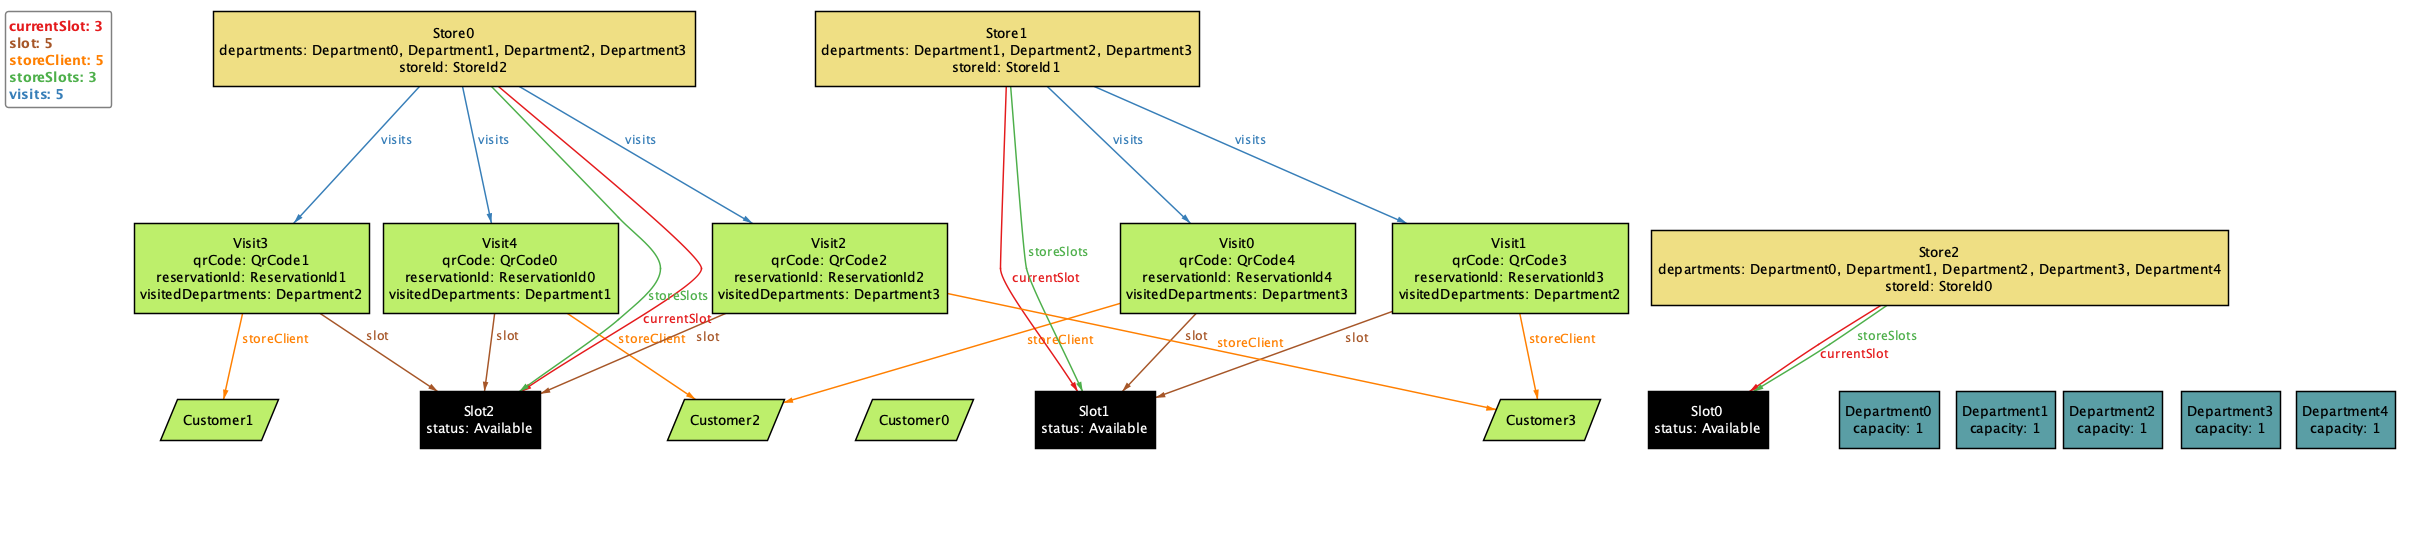 currentSlot: 3
slot: 5
storeClient: 5
storeSlots: 3
visits: 5
Store0
departments: Department0, Department1, Department2, Department3
storeId: StoreId2
Store1
departments: Department1, Department2, Department3
storeId: StoreId1
visits
visits
visits
visits
visits
Visit3
qrCode: QrCode1
reservationId: ReservationId1
visitedDepartments: Department2
Visit4
qrCode: QrCode0
reservationId: ReservationId0
visitedDepartments: Department1
Visit2
qrCode: QrCode2
reservationId: ReservationId2
visitedDepartments: Department3
storeSlots
currentSlot
Visit0
qrCode: QrCode4
reservationId: ReservationId4
visitedDepartments: Department3
Visit1
qrCode: QrCode3
reservationId: ReservationId3
visitedDepartments: Department2
Store2
departments: Department0, Department1, Department2, Department3, Department4
storeId: StoreId0
storeSlots
currentSlot
storeClient
slot
slot
storeClient
slot
storeClient
slot
storeClient
slot
storeClient
storeSlots
currentSlot
Customer1
Slot2
status: Available
Customer2
Customer0
Slot1
status: Available
Customer3
Slot0
status: Available
Department0
capacity: 1
Department1
capacity: 1
Department2
capacity: 1
Department3
capacity: 1
Department4
capacity: 1